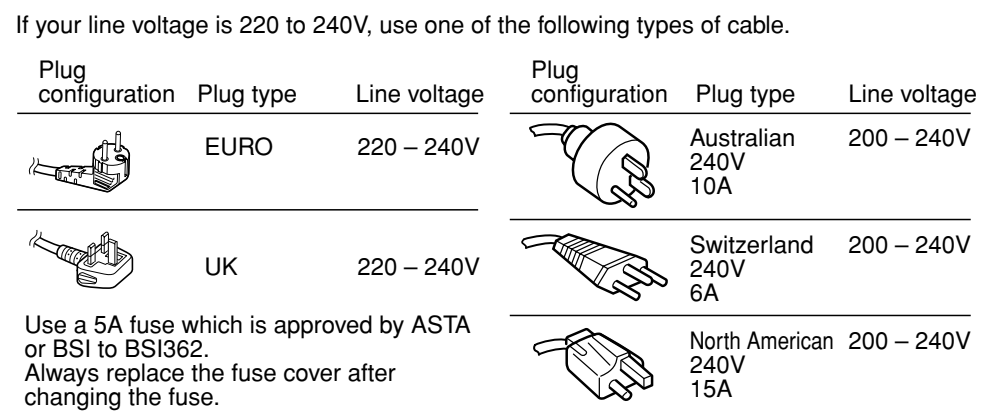 If your line voltage is 220 to 240V, use one of the following types of cable.
Plug
configuration Plug type Line voltage
EURO 220 – 240V
UK 220 – 240V
Use a 5A fuse which is approved by ASTA
or BSI to BSI362.
Always replace the fuse cover after
changing the fuse.
Plug
configuration Plug type Line voltage
Australian 200 – 240V
240V
10A
Switzerland 200 – 240V
240V
6A
North American 200 – 240V
240V
15A